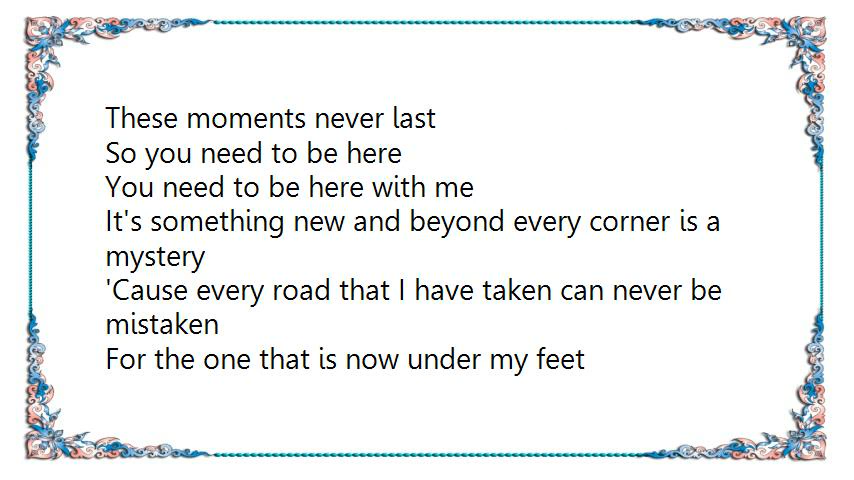 These moments never last
So you need to be here
You need to be here with me
It's something new and beyond every corner is a
mystery
'Cause every road that I have taken can never be
mistaken
For the one that is now under my feet